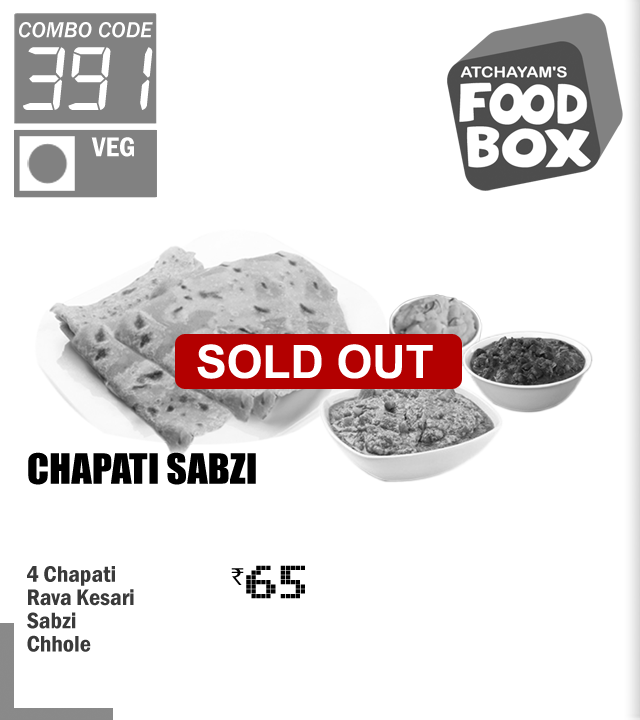 COMBO CODE
391
VEG
ATCHAYAM'S
FOOD
BOX
SOLD OUT
CHAPATI SABZI
4 Chapati
Rava Kesari
Sabzi
Chhole
₹65